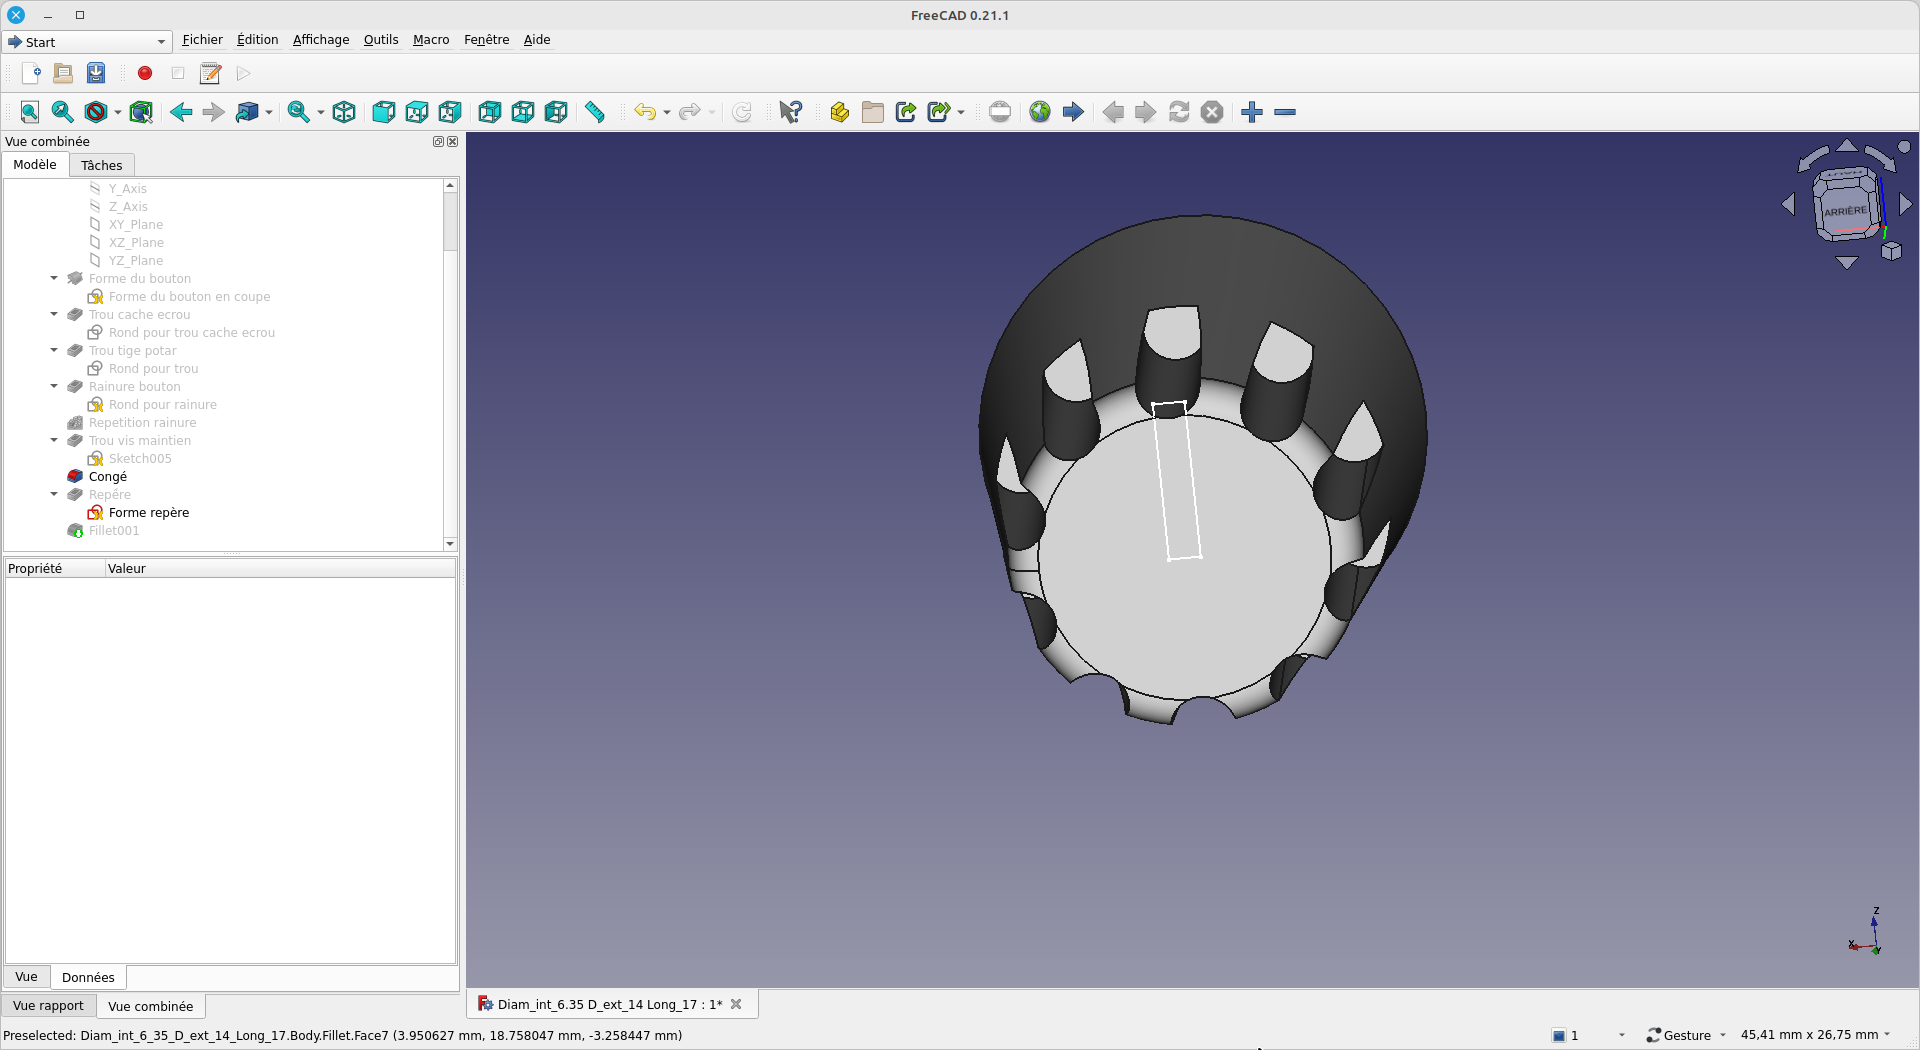 FreeCAD 0.21.1
Start
Fichier Édition Affichage Outils Macro Fenêtre Aide
Vue combinée
Modèle Tâches
Y_Axis
Z_Axis
XY_Plane
XZ_Plane
YZ_Plane
Forme du bouton
Forme du bouton en coupe
Trou cache ecrou
Rond pour trou cache ecrou
Trou tige potar
Rond pour trou
Rainure bouton
Rond pour rainure
Repetition rainure
Trou vis maintien
Sketch005
Congé
Repêre
Forme repère
Fillet001
Propriété Valeur
Vue Données
Vue rapport Vue combinée
HAUT
ARRIÈRE
Z
X
Y
Diam_int_6.35 D_ext_14 Long_17 : 1*
Preselected: Diam_int_6_35_D_ext_14_Long_17.Body.Fillet.Face7 (3.950627 mm, 18.758047 mm, -3.258447 mm)
1 Gesture 45,41 mm x 26,75 mm